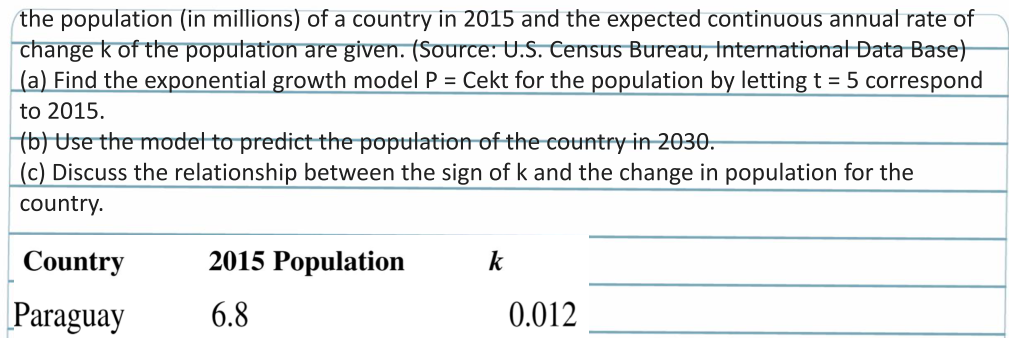 the population (in millions) of a country in 2015 and the expected continuous annual rate of
change k of the population are given. (Source: U.S. Census Bureau, International Data Base)
(a) Find the exponential growth model P = Cekt for the population by letting t = 5 correspond
to 2015.
(b) Use the model to predict the population of the country in 2030.
(c) Discuss the relationship between the sign of k and the change in population for the
country.
Country 2015 Population k
Paraguay 6.8 0.012